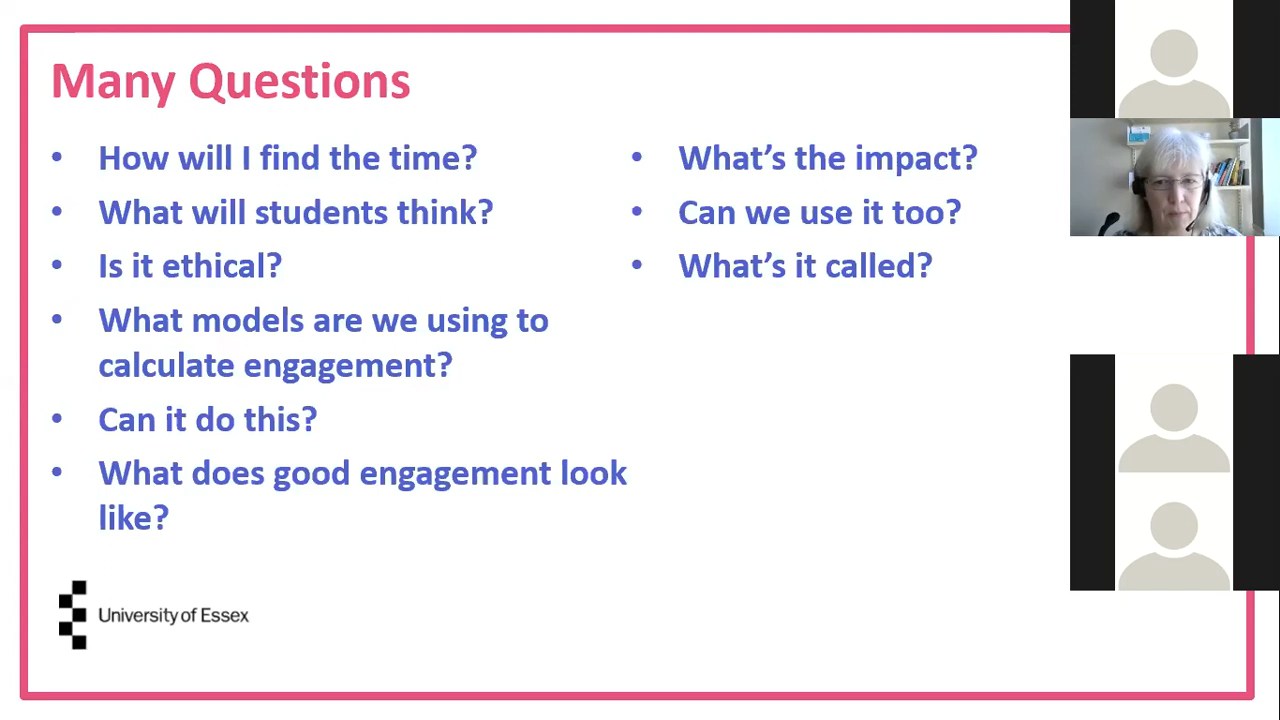 Many Questions
• How will I find the time?
• What will students think?
• Is it ethical?
• What models are we using to
calculate engagement?
• Can it do this?
• What does good engagement look
like?
• What’s the impact?
• Can we use it too?
• What’s it called?
University of Essex